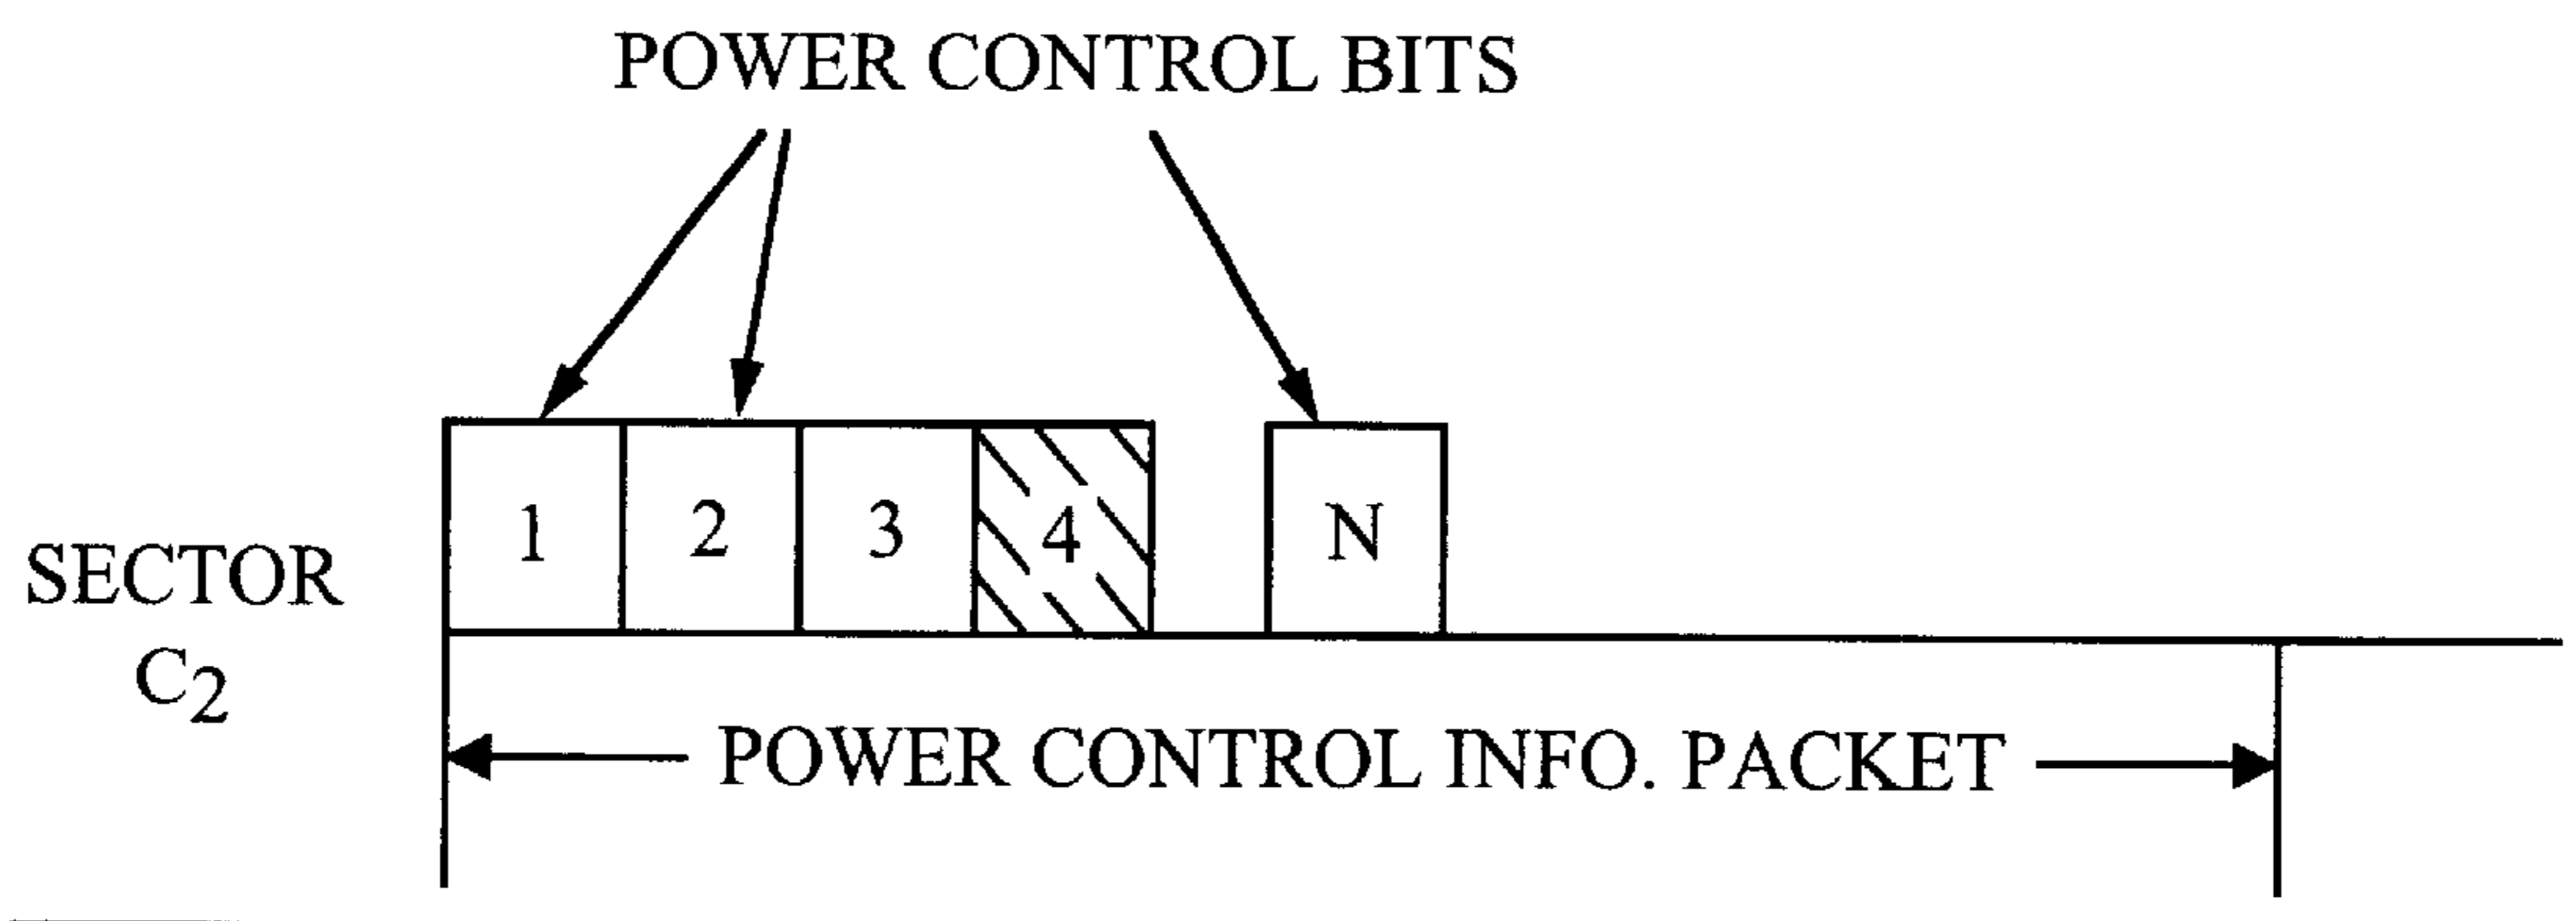 POWER CONTROL BITS
1 2 3 4 N
SECTOR
C2
POWER CONTROL INFO. PACKET